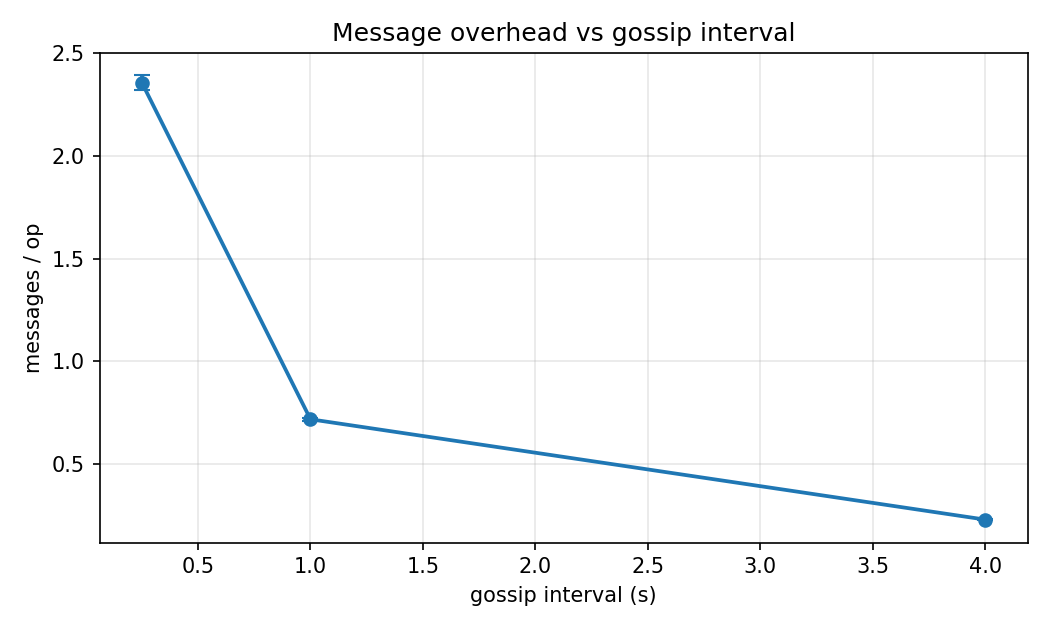 Message overhead vs gossip interval
messages / op
2.5
2.0
1.5
1.0
0.5
0.5 1.0 1.5 2.0 2.5 3.0 3.5 4.0
gossip interval (s)